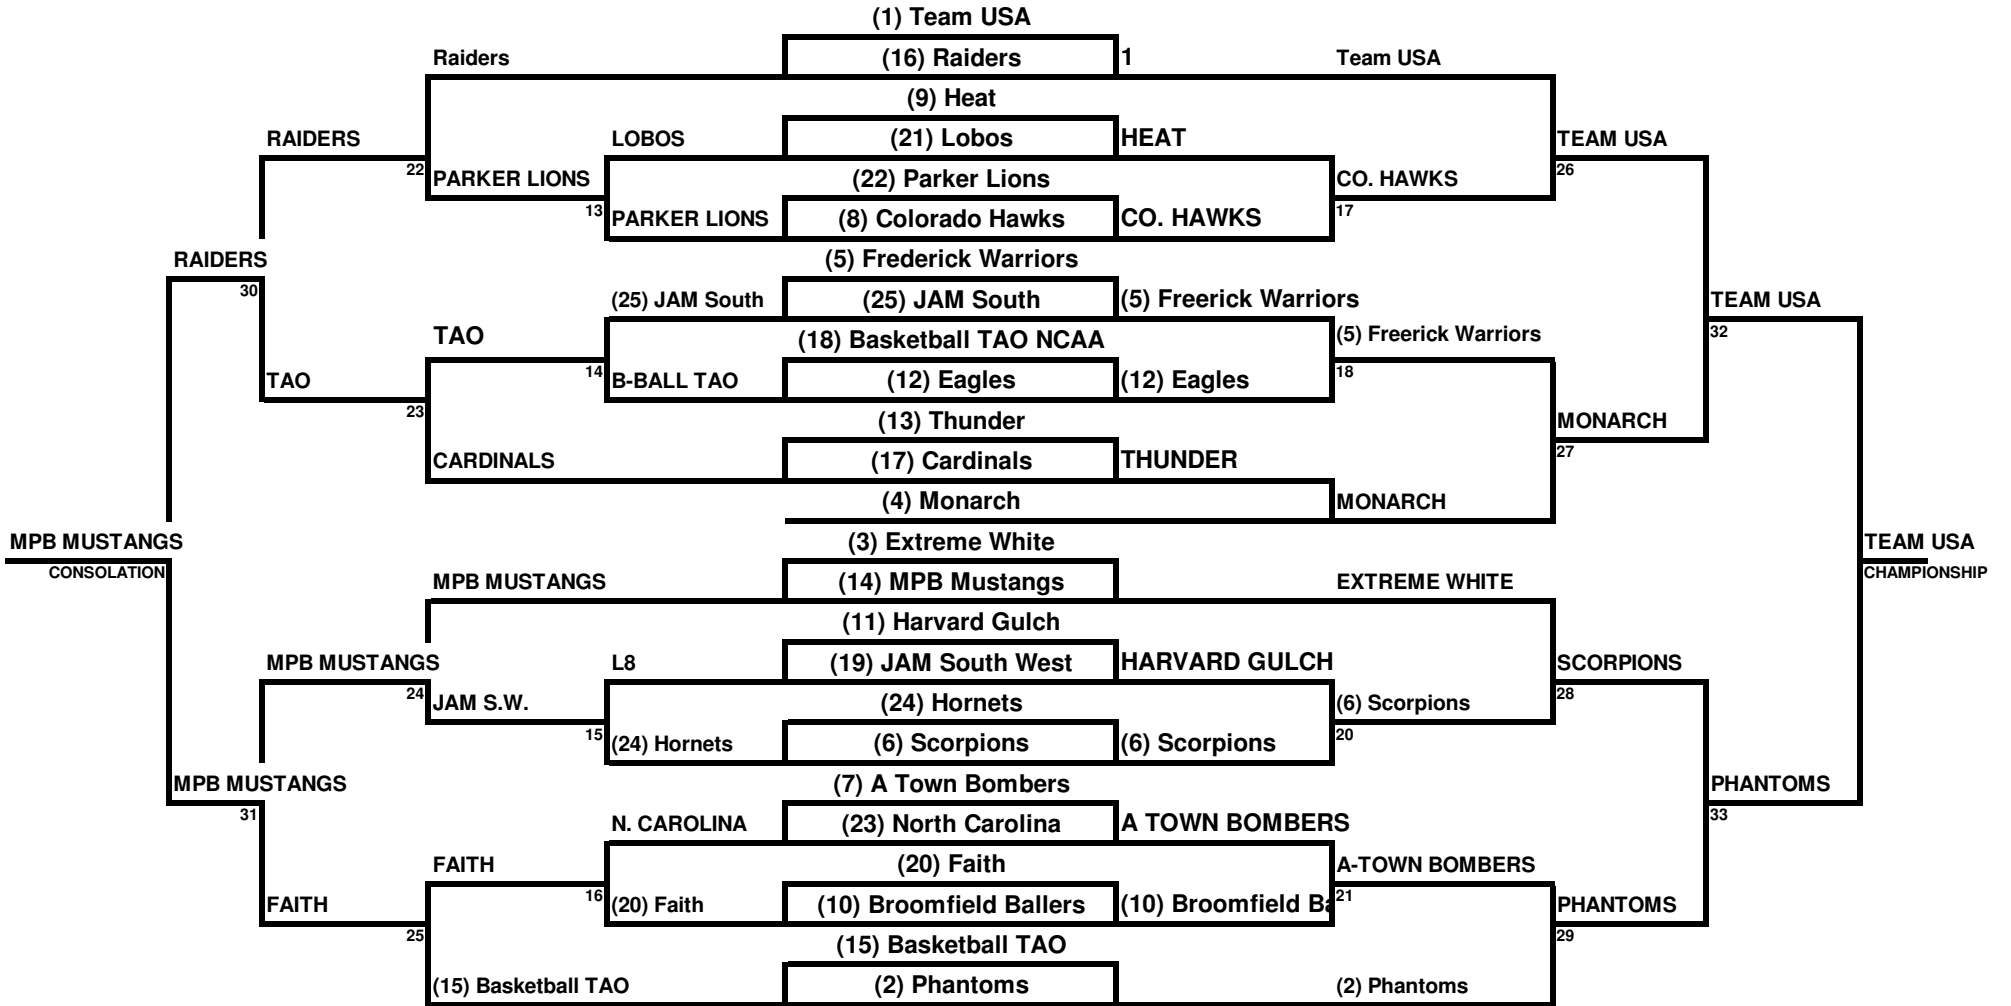 (1) Team USA
Raiders
(16) Raiders
1
Team USA
(9) Heat
RAIDERS
LOBOS
(21) Lobos
HEAT
TEAM USA
22
PARKER LIONS
(22) Parker Lions
CO. HAWKS
26
13
PARKER LIONS
(8) Colorado Hawks
CO. HAWKS
17
RAIDERS
(5) Frederick Warriors
30
(25) JAM South
(25) JAM South
(5) Freerick Warriors
TEAM USA
TAO
(18) Basketball TAO NCAA
(5) Freerick Warriors
32
TAO
14
B-BALL TAO
(12) Eagles
(12) Eagles
18
23
(13) Thunder
MONARCH
CARDINALS
(17) Cardinals
THUNDER
27
(4) Monarch
MONARCH
MPB MUSTANGS
(3) Extreme White
TEAM USA
CONSOLATION
MPB MUSTANGS
(14) MPB Mustangs
EXTREME WHITE
CHAMPIONSHIP
(11) Harvard Gulch
MPB MUSTANGS
L8
(19) JAM South West
HARVARD GULCH
SCORPIONS
24
JAM S.W.
(24) Hornets
(6) Scorpions
28
15
(24) Hornets
(6) Scorpions
(6) Scorpions
20
MPB MUSTANGS
(7) A Town Bombers
PHANTOMS
31
N. CAROLINA
(23) North Carolina
A TOWN BOMBERS
33
FAITH
(20) Faith
A-TOWN BOMBERS
FAITH
16
(20) Faith
(10) Broomfield Ballers
(10) Broomfield Ba
21
PHANTOMS
25
(15) Basketball TAO
29
(15) Basketball TAO
(2) Phantoms
(2) Phantoms